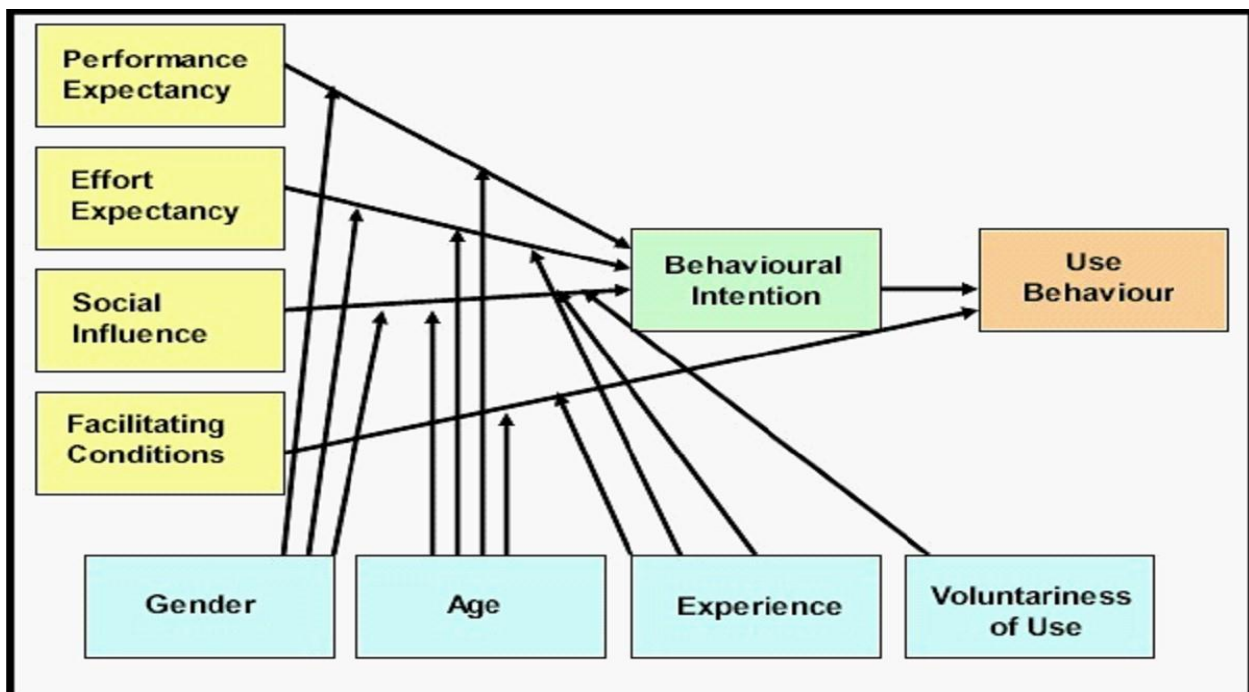 Performance
Expectancy
Effort
Expectancy
Social
Influence
Facilitating
Conditions
Behavioural
Intention
Use
Behaviour
Gender
Age
Experience
Voluntariness
of Use